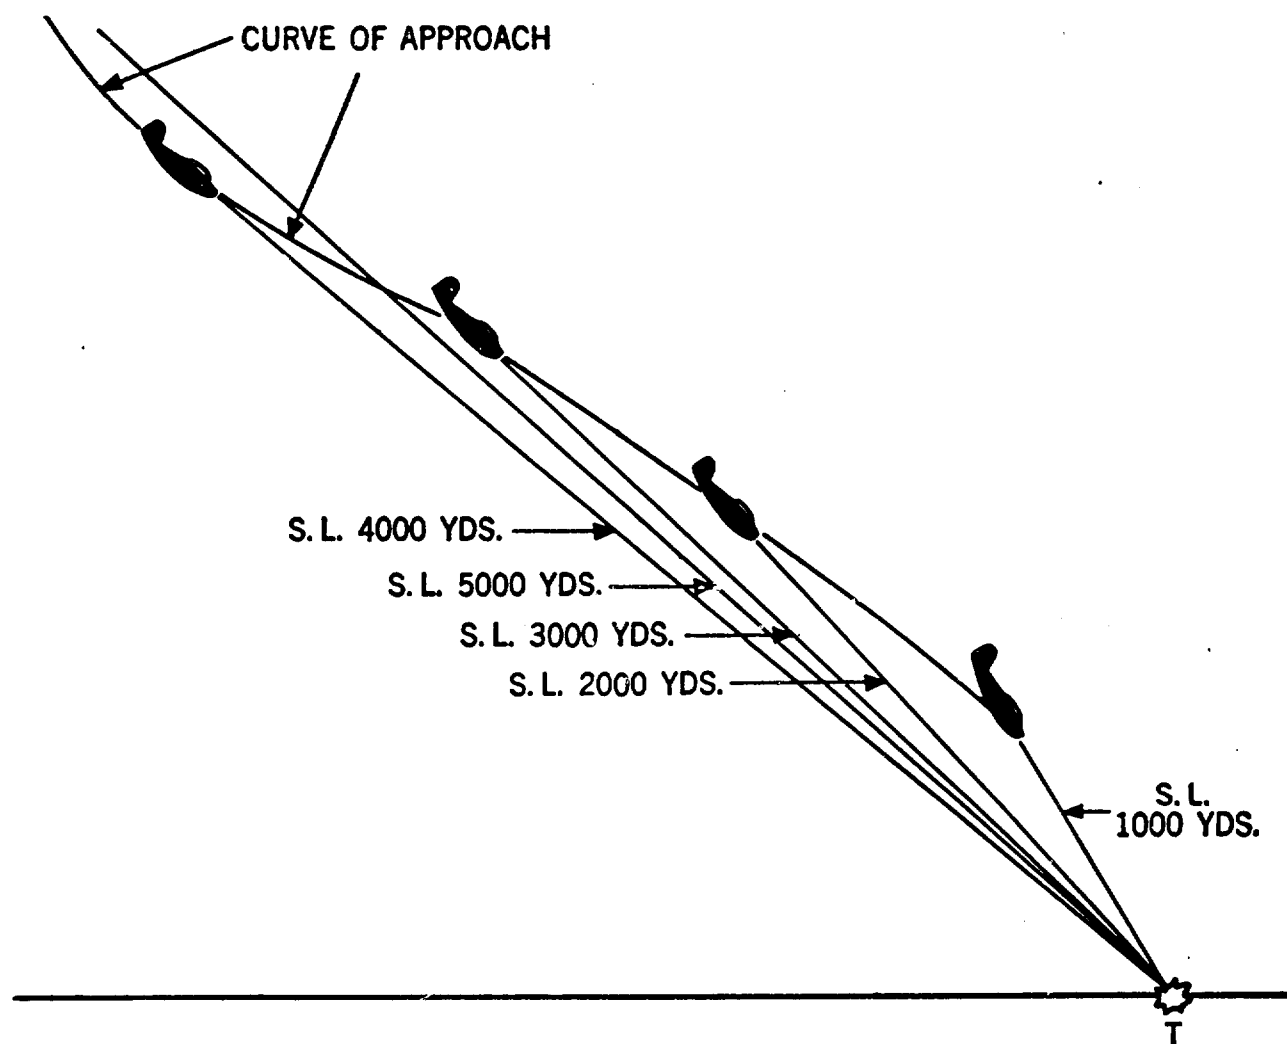 CURVE OF APPROACH
S. L. 4000 YDS.
S. L. 5000 YDS.
S. L. 3000 YDS.
S. L. 2000 YDS.
S. L.
1000 YDS.
T